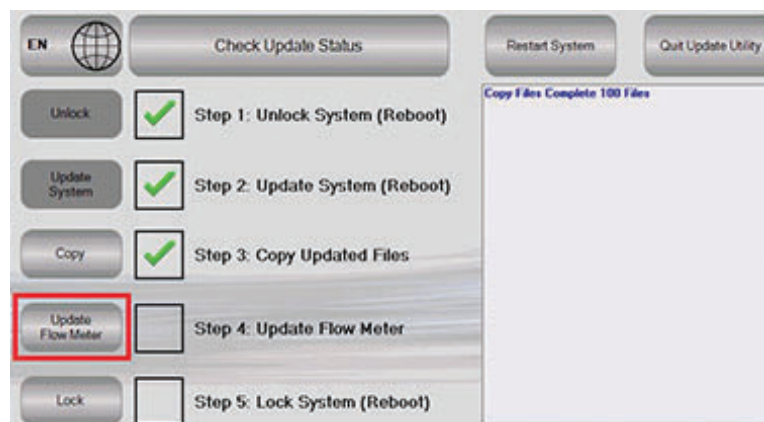 EN
Check Update Status
Restart System
Quit Update Utility
Unlock
Step 1: Unlock System (Reboot)
Copy Files Complete 100 Files
Update
System
Step 2: Update System (Reboot)
Copy
Step 3: Copy Updated Files
Update
Flow Meter
Step 4: Update Flow Meter
Lock
Step 5: Lock System (Reboot)